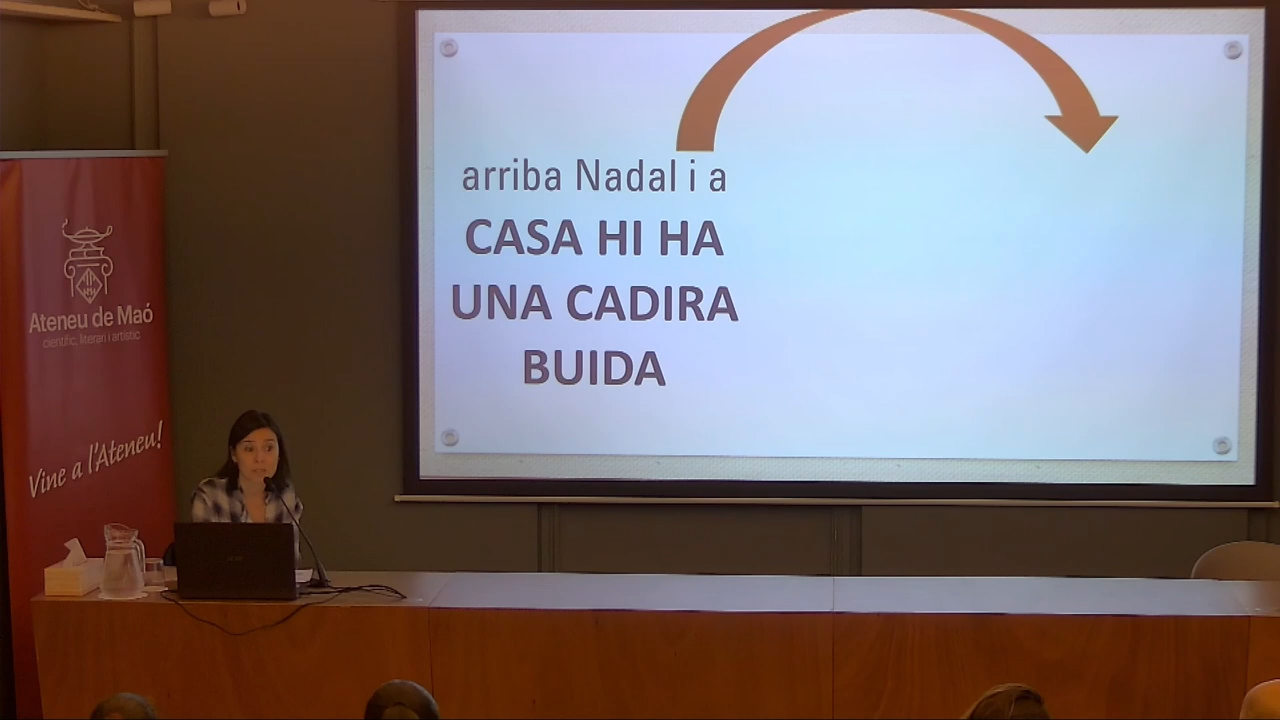 arriba Nadal i a
CASA HI HA
UNA CADIRA
BUIDA
Ateneu de Maó
científic, literari i artístic
Vine a l'Ateneu!